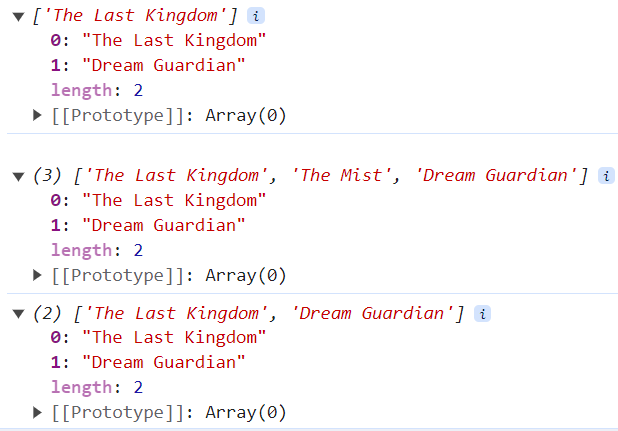 ▼ ['The Last Kingdom'] i
0: "The Last Kingdom"
1: "Dream Guardian"
length: 2
▶ [[Prototype]]: Array(0)
▼ (3) ['The Last Kingdom', 'The Mist', 'Dream Guardian'] i
0: "The Last Kingdom"
1: "Dream Guardian"
length: 2
▶ [[Prototype]]: Array(0)
▼ (2) ['The Last Kingdom', 'Dream Guardian'] i
0: "The Last Kingdom"
1: "Dream Guardian"
length: 2
▶ [[Prototype]]: Array(0)